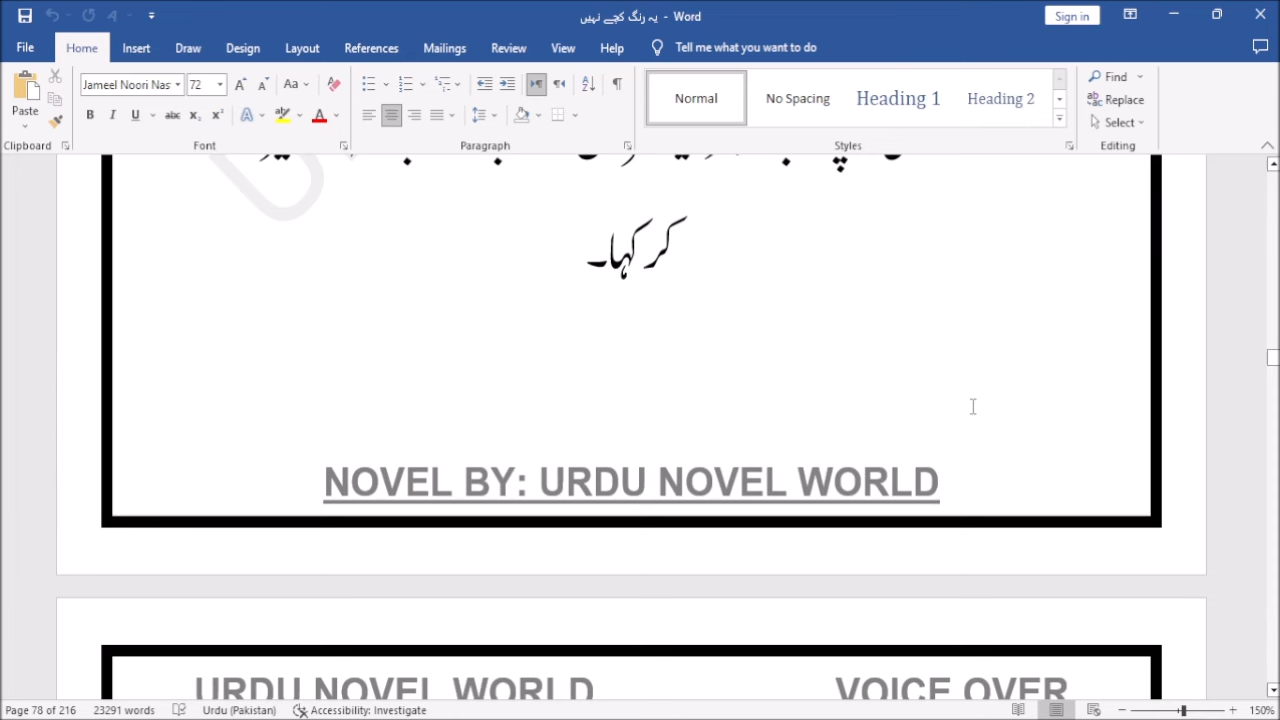 یہ رنگ کچے نہیں - Word
Sign in
File Home Insert Draw Design Layout References Mailings Review View Help Tell me what you want to do
Paste
Jameel Noori Nas 72
Normal
No Spacing
Heading 1
Heading 2
Find
Replace
Select
Clipboard Font Paragraph Styles Editing
کر کہا۔
NOVEL BY: URDU NOVEL WORLD
URDU NOVEL WORLD VOICE OVER
Page 78 of 216 23291 words Urdu (Pakistan) Accessibility: Investigate 150%